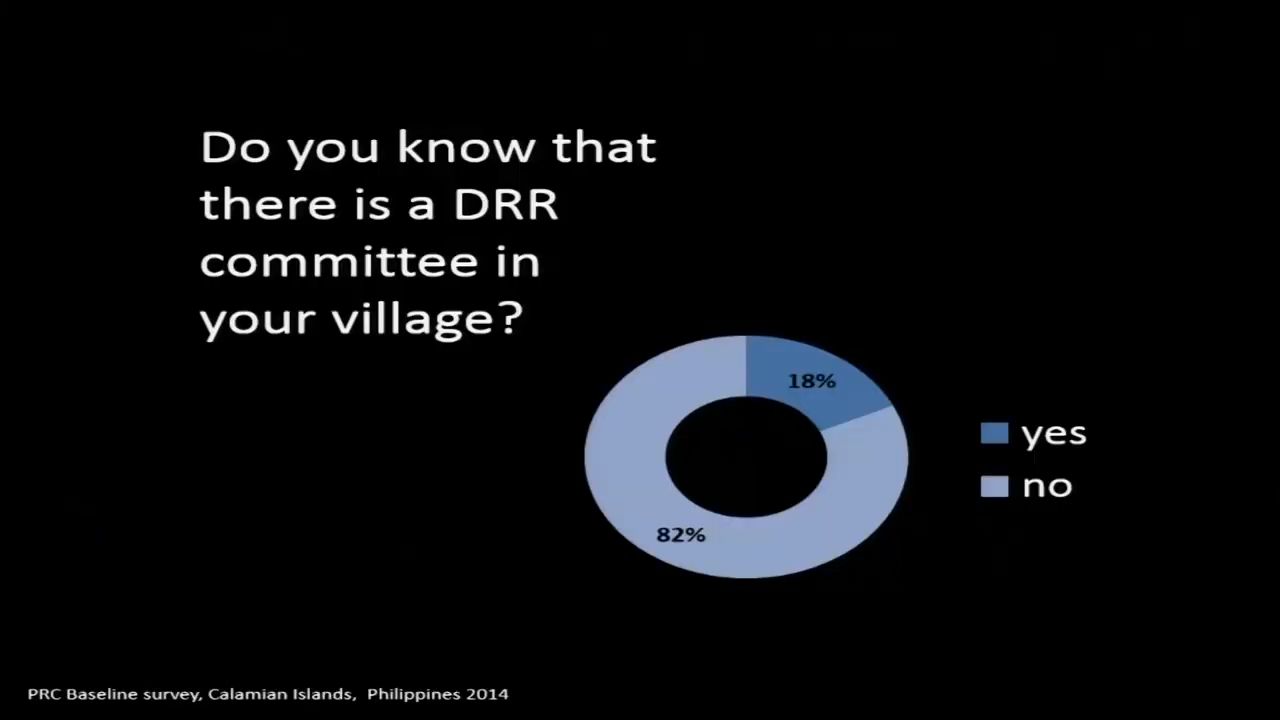 Do you know that
there is a DRR
committee in
your village?
18%
82%
yes
no
PRC Baseline survey, Calamian Islands, Philippines 2014